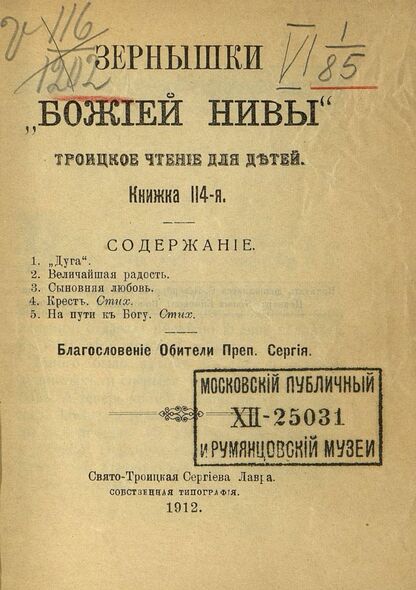 У 116
1202
VI 1/85
ЗЕРНЫШКИ
„БОЖІЕЙ НИВЫ“
ТРОИЦКОЕ ЧТЕНІЕ ДЛЯ ДѢТЕЙ.
Книжка 114-я.
СОДЕРЖАНІЕ.
1. „Дуга“.
2. Величайшая радость.
3. Сыновняя любовь.
4. Крестъ. Стих.
5. На пути къ Богу. Стих.
Благословеніе Обители Преп. Сергія.
МОСКОВСКІЙ ПУБЛИЧНЫЙ
XII-25031
И РУМЯНЦОВСКІЙ МУЗЕИ
Свято-Троицкая Сергіева Лавра.
СОБСТВЕННАЯ ТИПОГРАФІЯ.
1912.